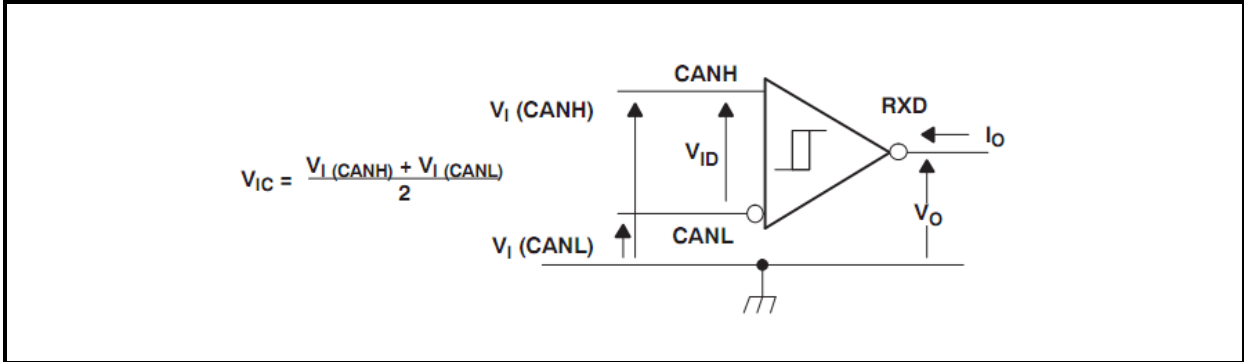 CANH
V_I (CANH)
RXD
I_O
V_ID
V_IC = V_I (CANH) + V_I (CANL)
2
V_O
CANL
V_I (CANL)